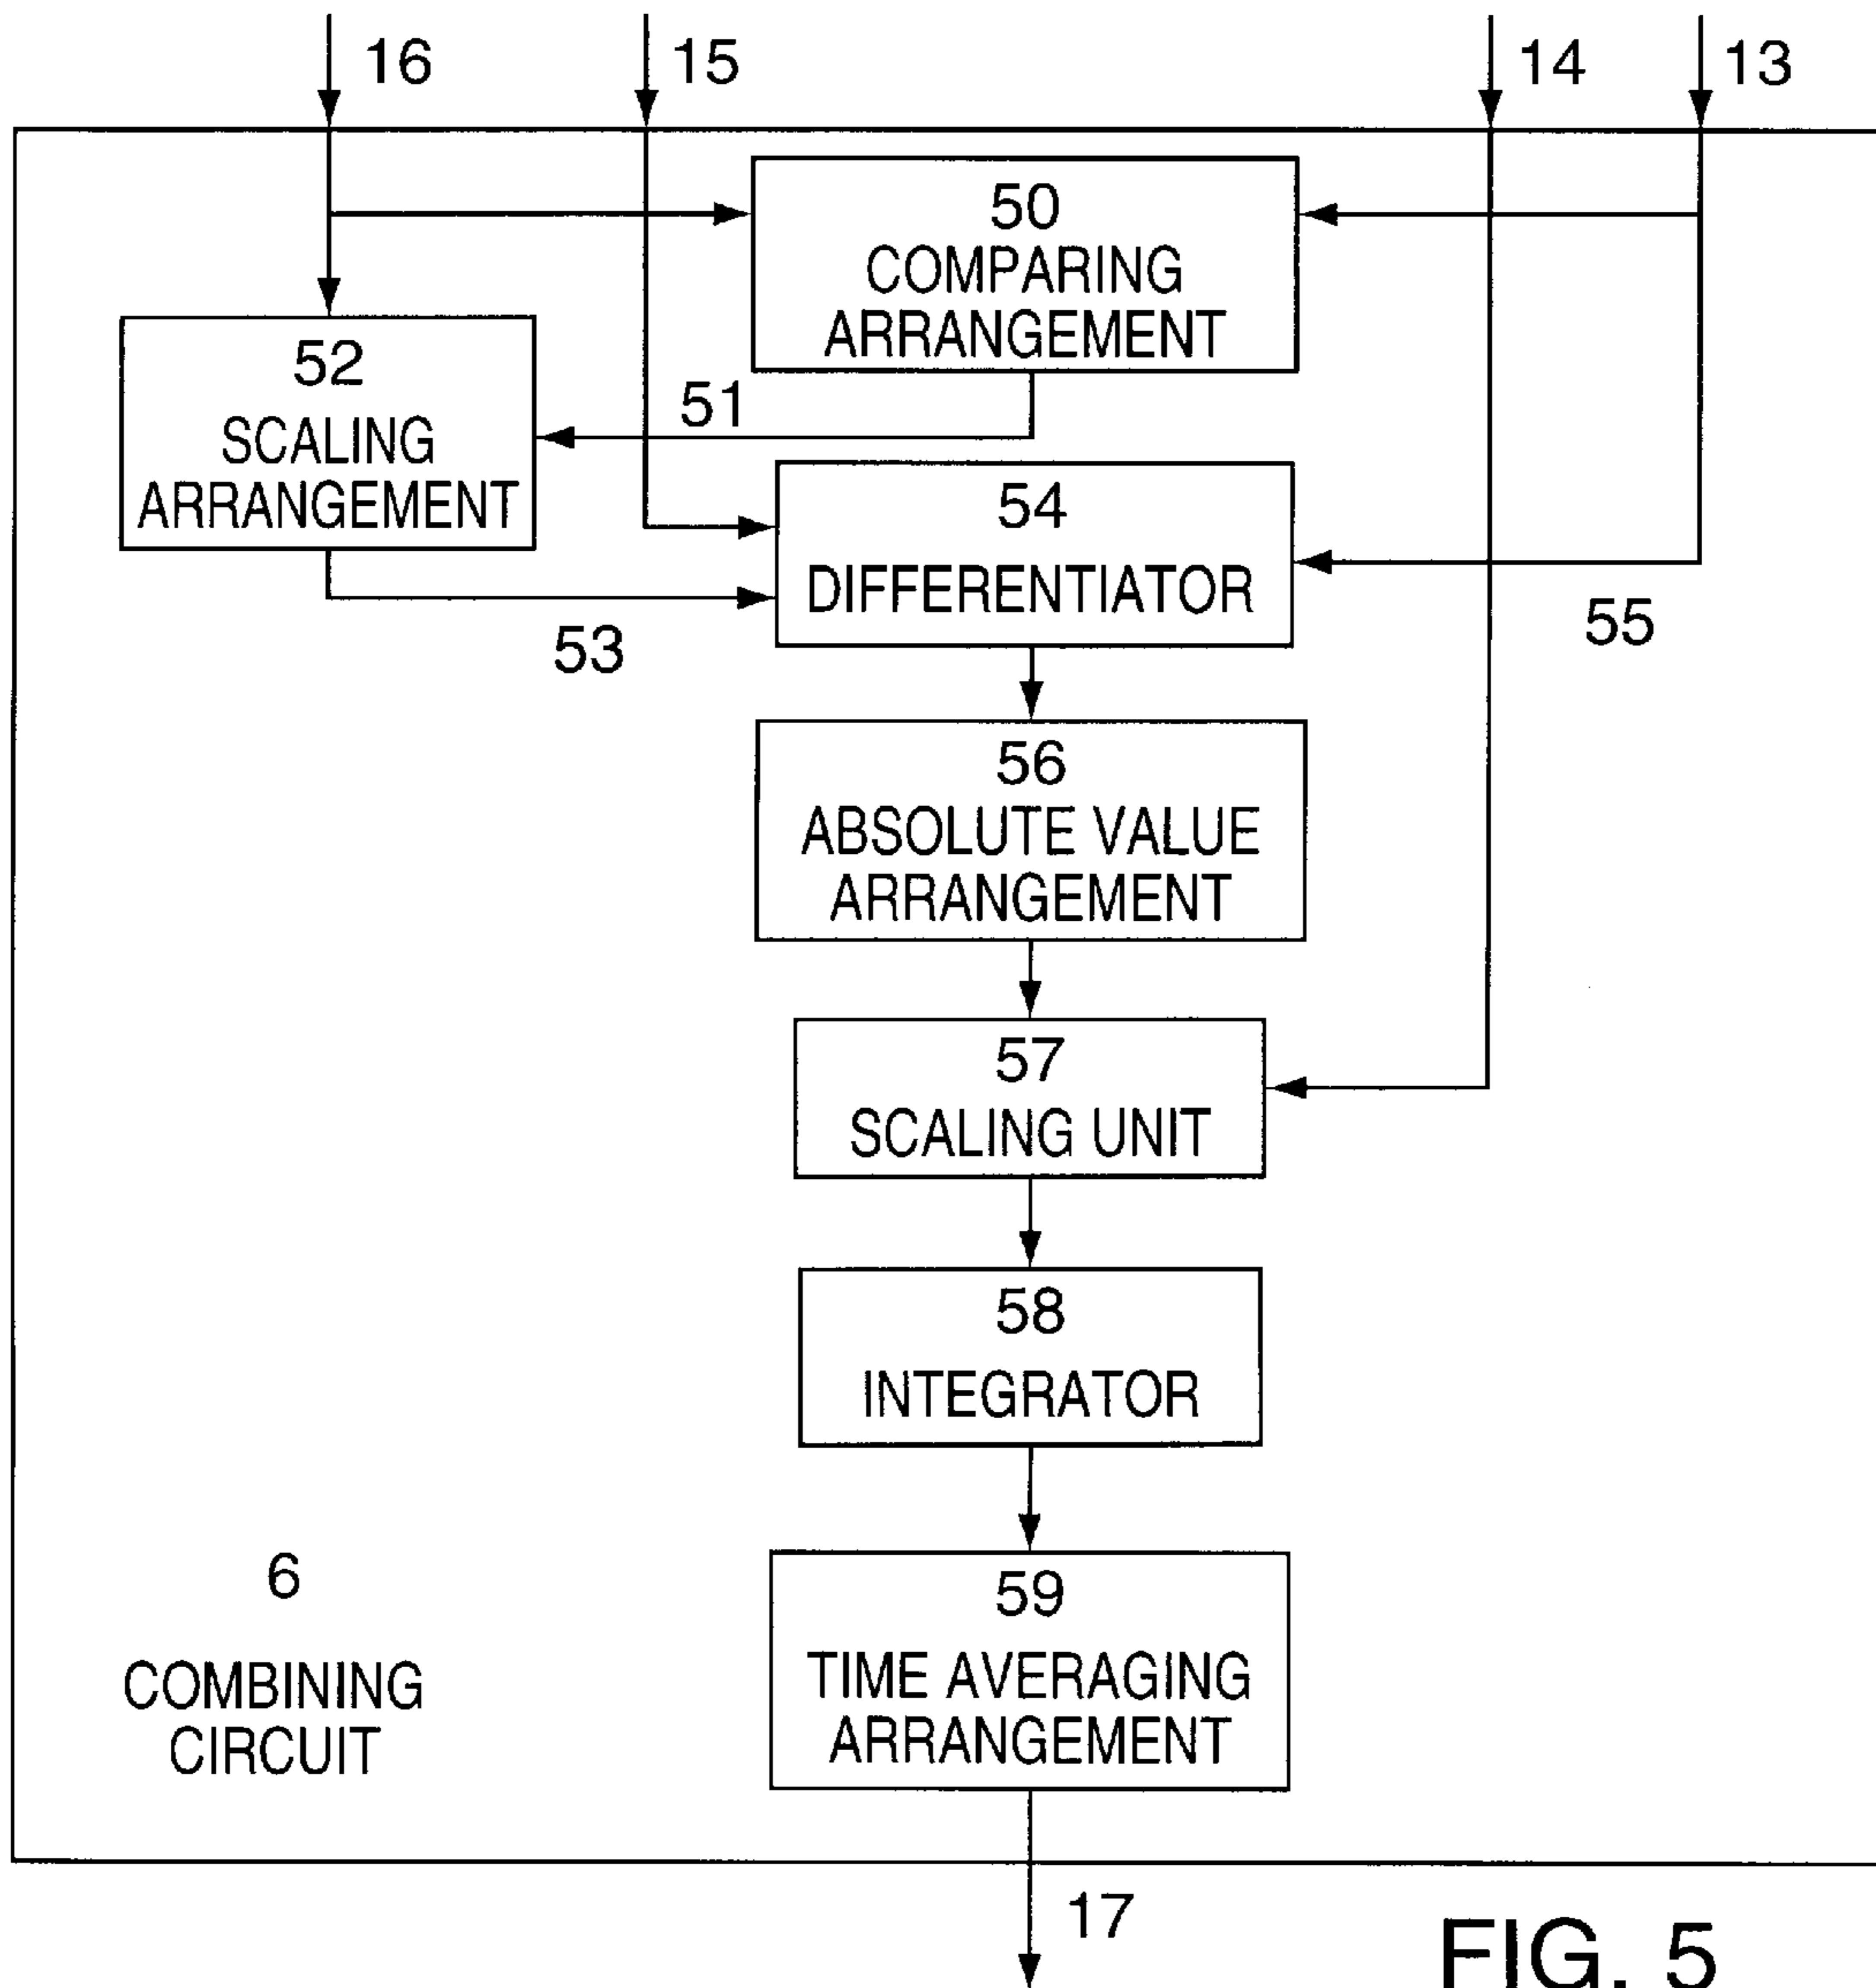 16
15
14
13
50
COMPARING
ARRANGEMENT
52
SCALING
ARRANGEMENT
51
54
DIFFERENTIATOR
53
55
56
ABSOLUTE VALUE
ARRANGEMENT
57
SCALING UNIT
58
INTEGRATOR
6
COMBINING
CIRCUIT
59
TIME AVERAGING
ARRANGEMENT
17
FIG. 5